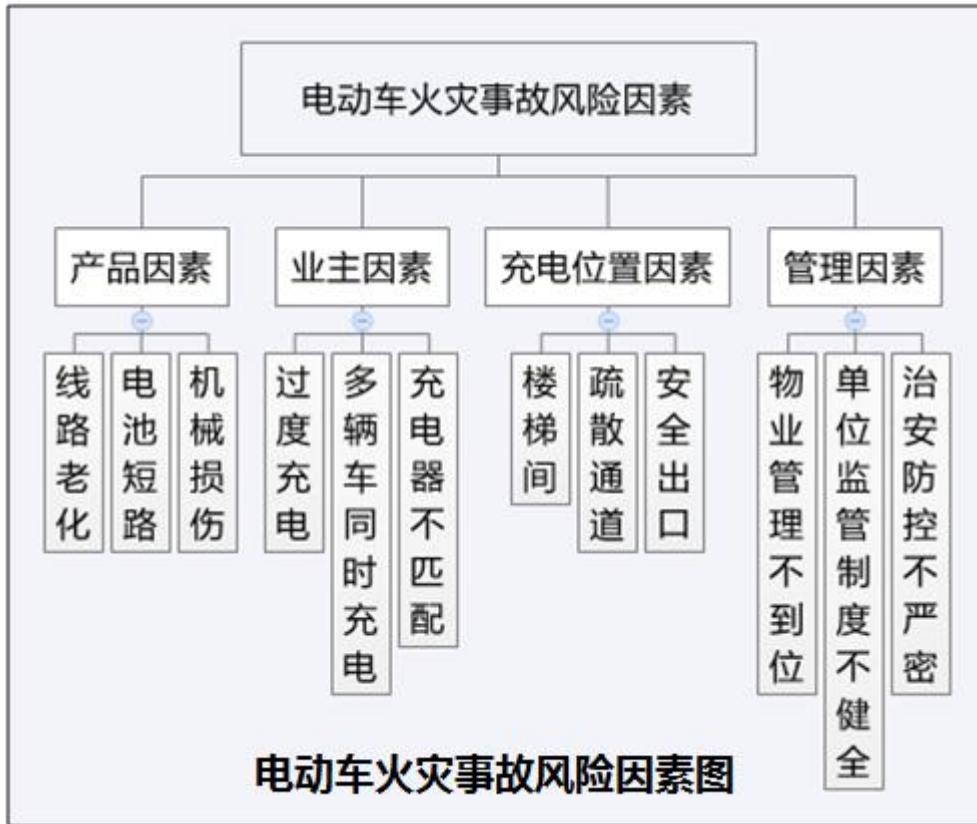 电动车火灾事故风险因素
产品因素
业主因素
充电位置因素
管理因素
线路老化
电池短路
机械损伤
过度充电
多辆车同时充电
充电器不匹配
楼梯间
疏散通道
安全出口
物业管理不到位
单位监管制度不健全
治安防控不严密
电动车火灾事故风险因素图